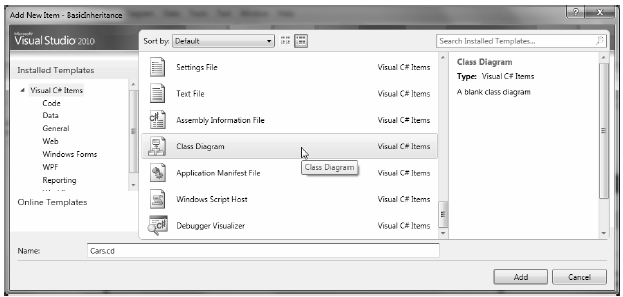 Add New Item - BasicInheritance
Microsoft
Visual Studio 2010
Sort by: Default
Search Installed Templates...
Installed Templates
Visual C# Items
Code
Data
General
Web
Windows Forms
WPF
Reporting
Online Templates
Settings File Visual C# Items
Text File Visual C# Items
Assembly Information File Visual C# Items
Class Diagram Visual C# Items
Class Diagram
Application Manifest File Visual C# Items
Windows Script Host Visual C# Items
Debugger Visualizer Visual C# Items
Class Diagram
Type: Visual C# Items
A blank class diagram
Name: Cars.cd
Add Cancel